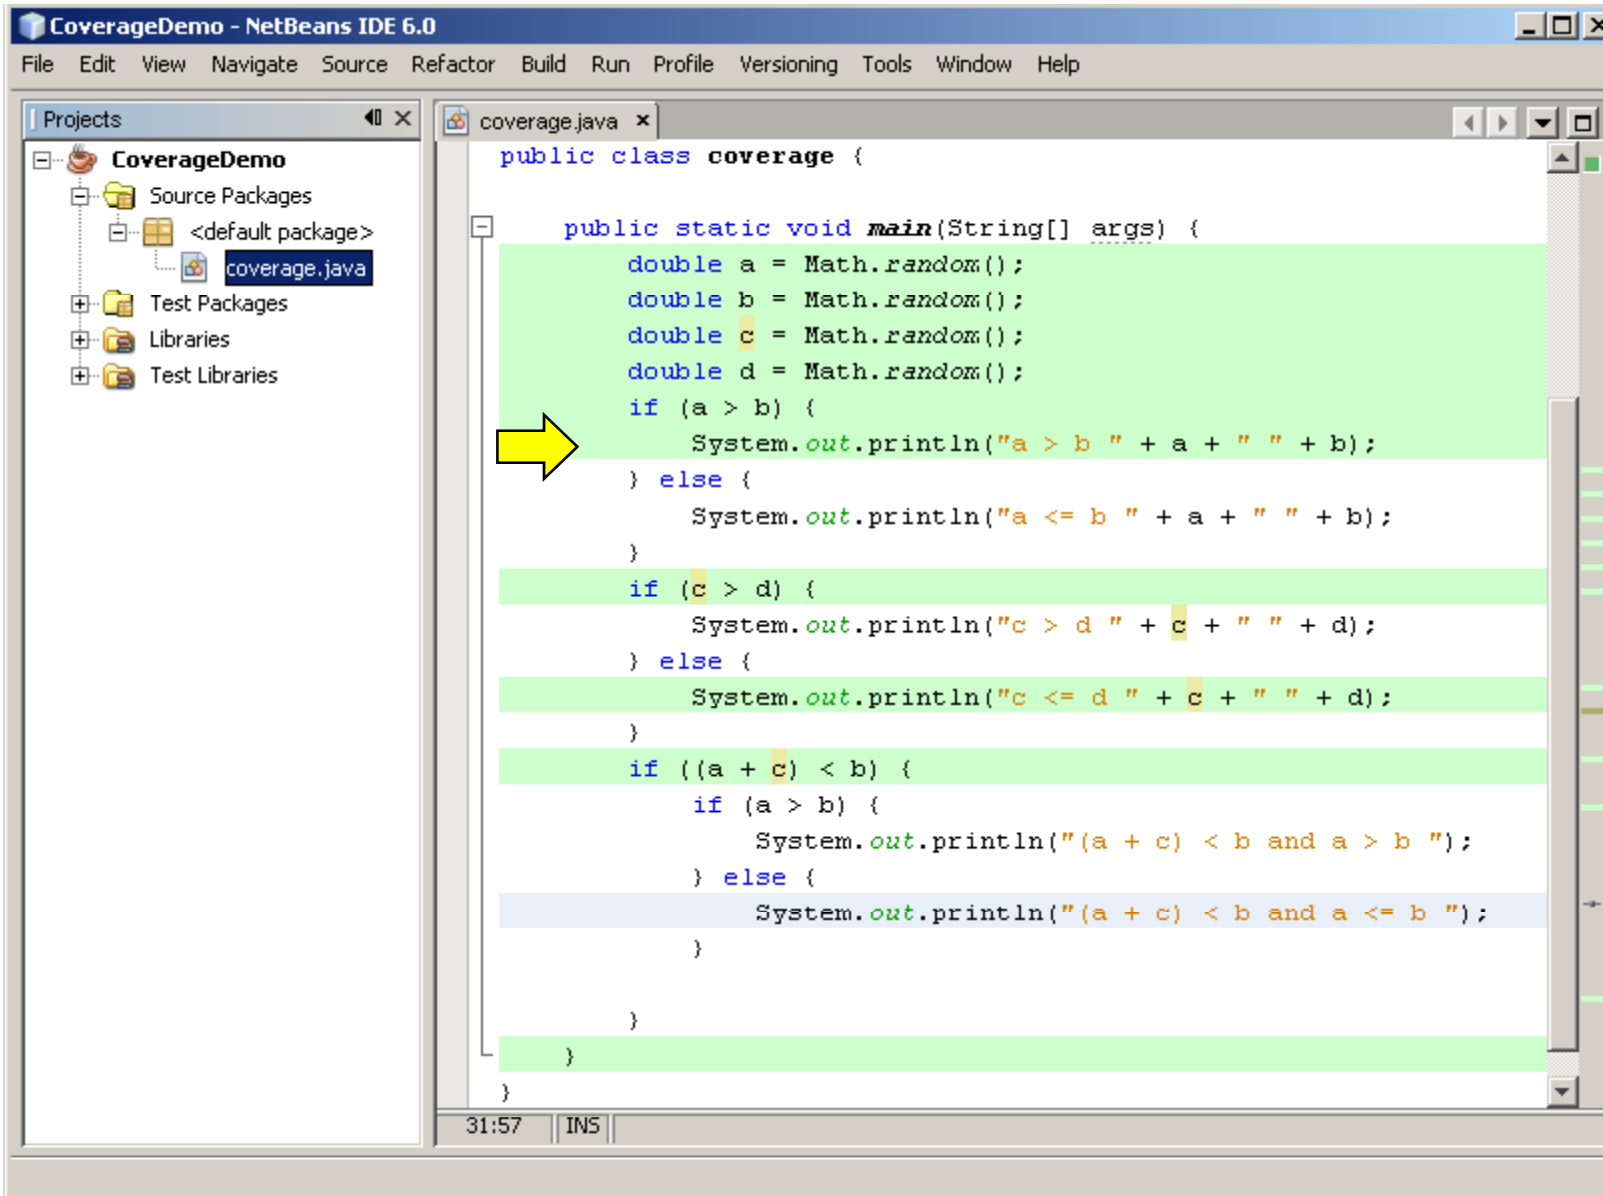 CoverageDemo - NetBeans IDE 6.0
File Edit View Navigate Source Refactor Build Run Profile Versioning Tools Window Help
Projects
CoverageDemo
Source Packages
<default package>
coverage.java
Test Packages
Libraries
Test Libraries
coverage.java
public class coverage {
public static void main(String[] args) {
double a = Math.random();
double b = Math.random();
double c = Math.random();
double d = Math.random();
if (a > b) {
System.out.println("a > b " + a + " " + b);
} else {
System.out.println("a <= b " + a + " " + b);
}
if (c > d) {
System.out.println("c > d " + c + " " + d);
} else {
System.out.println("c <= d " + c + " " + d);
}
if ((a + c) < b) {
if (a > b) {
System.out.println("(a + c) < b and a > b ");
} else {
System.out.println("(a + c) < b and a <= b ");
}
}
}
}
31:57 INS